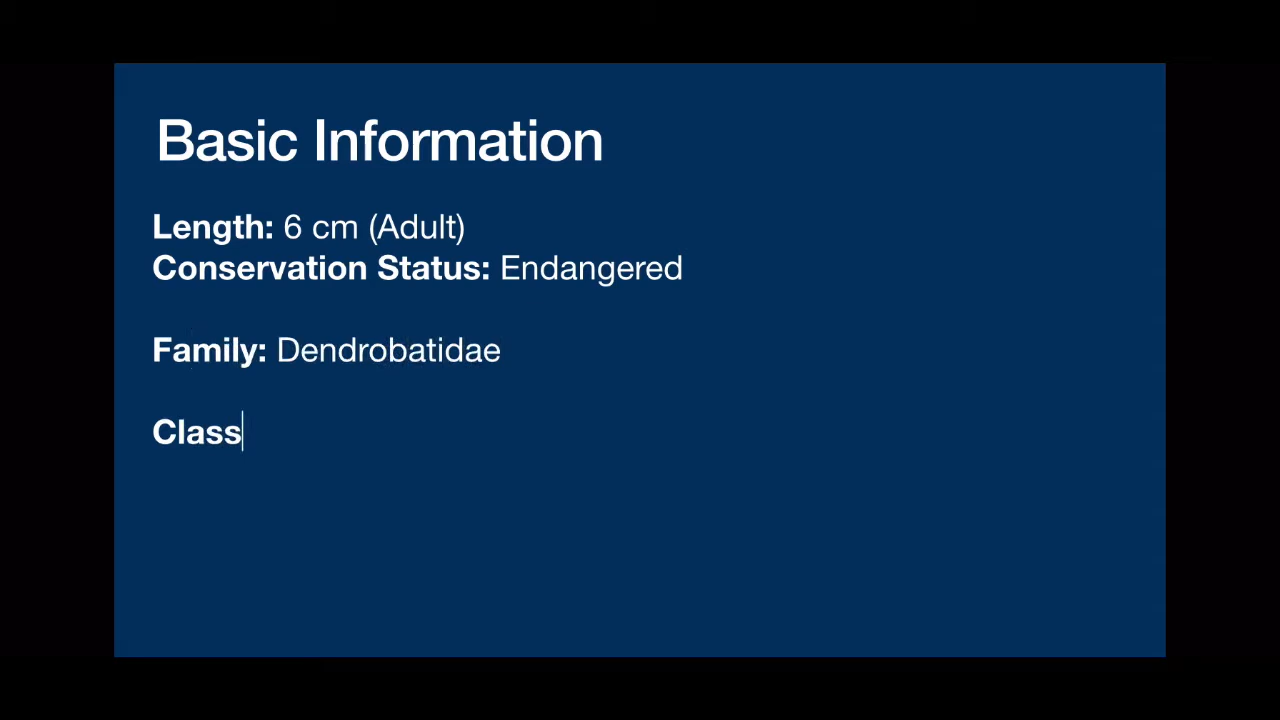 Basic Information
Length: 6 cm (Adult)
Conservation Status: Endangered
Family: Dendrobatidae
Class